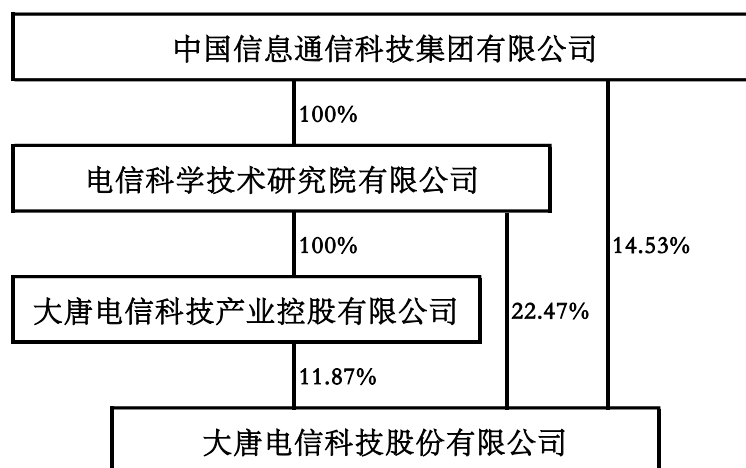 中国信息通信科技集团有限公司
100%
电信科学技术研究院有限公司
100%
14.53%
大唐电信科技产业控股有限公司
22.47%
11.87%
大唐电信科技股份有限公司